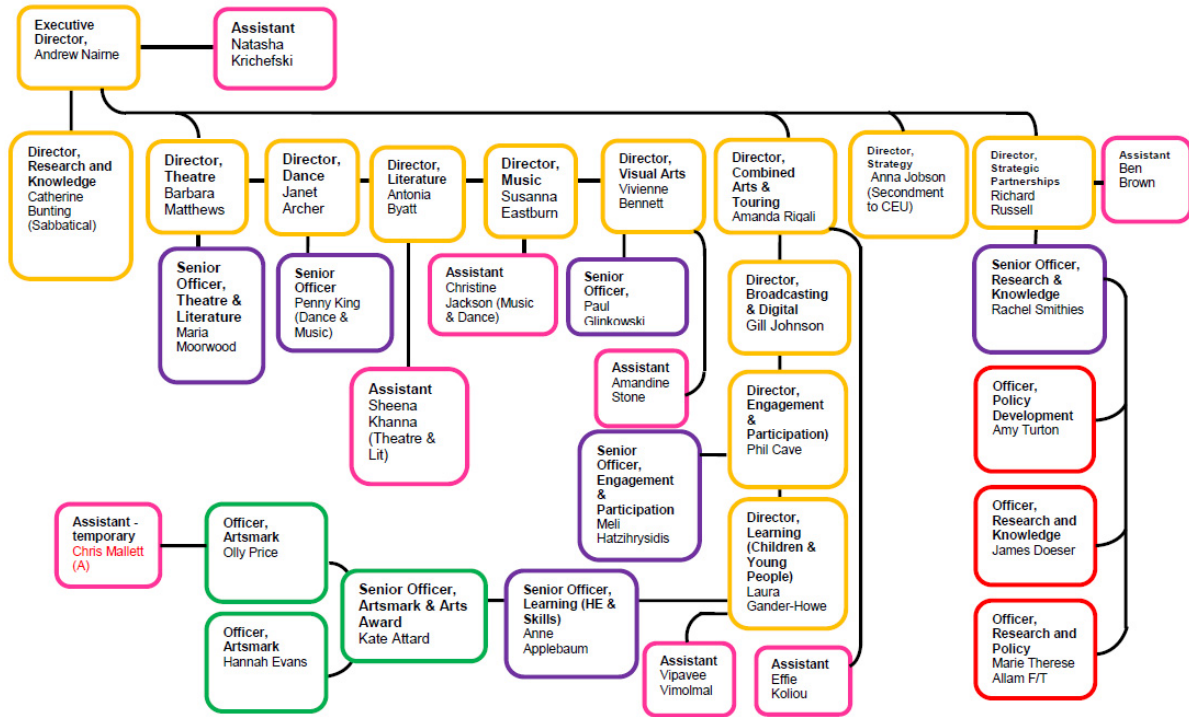 Executive
Director,
Andrew Nairne
Assistant
Natasha
Krichefski
Director,
Research and
Knowledge
Catherine
Bunting
(Sabbatical)
Director,
Theatre
Barbara
Matthews
Director,
Dance
Janet
Archer
Director,
Literature
Antonia
Byatt
Director,
Music
Susanna
Eastburn
Director,
Visual Arts
Vivienne
Bennett
Director,
Combined
Arts &
Touring
Amanda Rigali
Director,
Strategy
Anna Jobson
(Secondment
to CEU)
Director,
Strategic
Partnerships
Richard
Russell
Assistant
Ben
Brown
Senior
Officer,
Theatre &
Literature
Maria
Moorwood
Senior
Officer
Penny King
(Dance &
Music)
Assistant
Christine
Jackson (Music
& Dance)
Senior
Officer,
Paul
Glinkowski
Director,
Broadcasting
& Digital
Gill Johnson
Senior Officer,
Research &
Knowledge
Rachel Smithies
Assistant
Sheena
Khanna
(Theatre &
Lit)
Assistant
Amandine
Stone
Director,
Engagement
&
Participation)
Phil Cave
Officer,
Policy
Development
Amy Turton
Senior
Officer,
Engagement
&
Participation
Meli
Hatzihrysidis
Assistant -
temporary
Chris Mallett
(A)
Officer,
Artsmark
Olly Price
Director,
Learning
(Children &
Young
People)
Laura
Gander-Howe
Officer,
Research and
Knowledge
James Doeser
Senior Officer,
Artsmark & Arts
Award
Kate Attard
Senior Officer,
Learning (HE &
Skills)
Anne
Applebaum
Officer,
Artsmark
Hannah Evans
Assistant
Vipavee
Vimolmal
Assistant
Effie
Koliou
Officer,
Research and
Policy
Marie Therese
Allam F/T